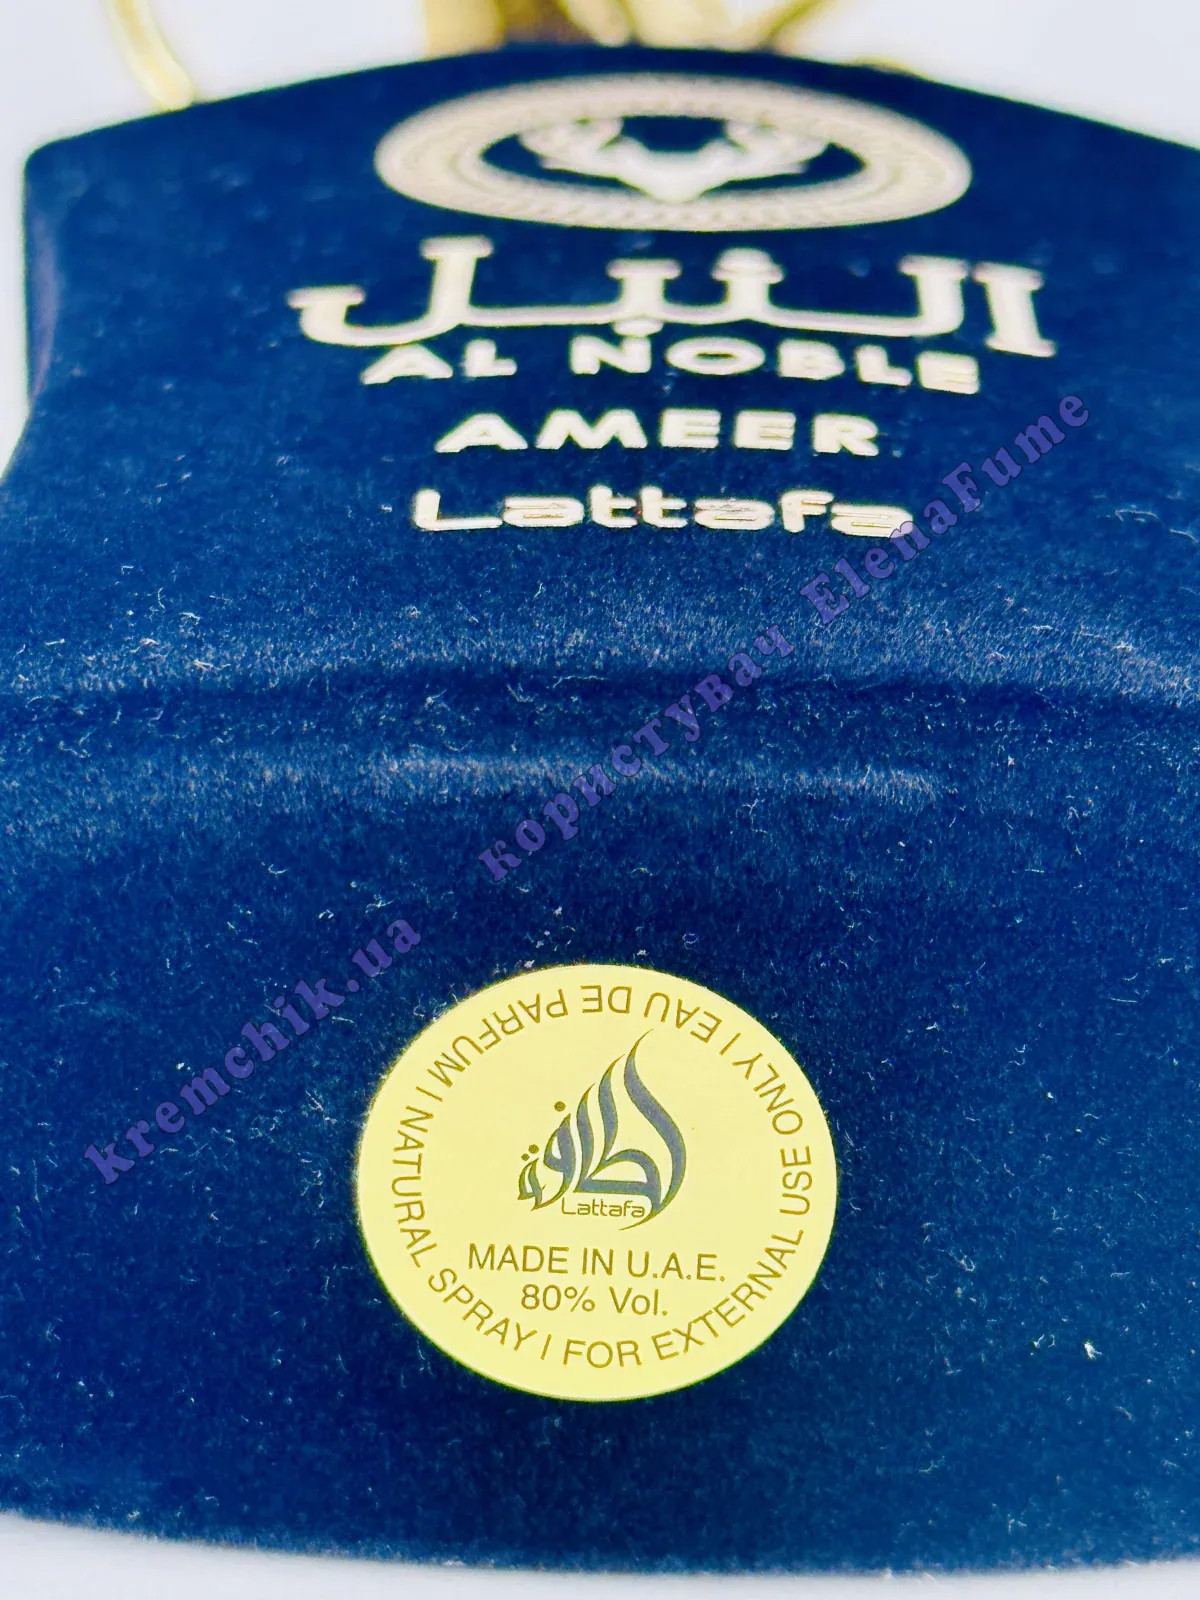 النبيل
AL NOBLE
AMEER
Lattafa
لطافة
Lattafa
MADE IN U.A.E.
80% Vol.
EAU DE PARFUM | NATURAL SPRAY | FOR EXTERNAL USE ONLY |
kremchik.ua користувач ElenaFume